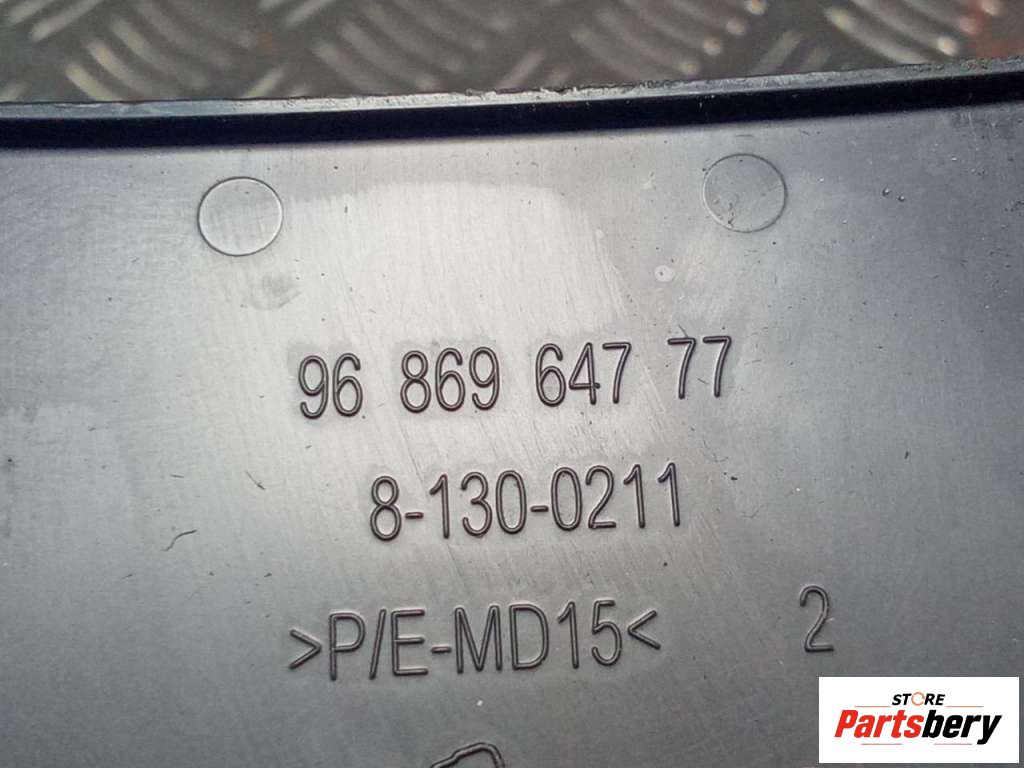 96 869 647 77
8-130-0211
>P/E-MD15< 2
STORE
Partsbery